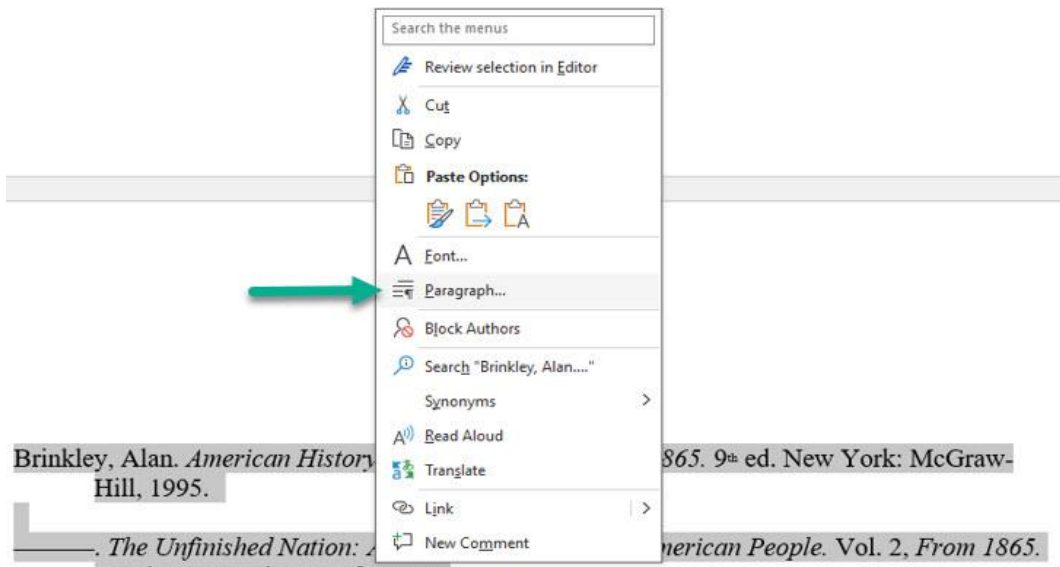 Search the menus
Review selection in Editor
Cut
Copy
Paste Options:
Font...
Paragraph...
Block Authors
Search "Brinkley, Alan...."
Synonyms
Read Aloud
Translate
Link
New Comment
Brinkley, Alan. American History 865. 9th ed. New York: McGraw-
Hill, 1995.
———. The Unfinished Nation: merican People. Vol. 2, From 1865.